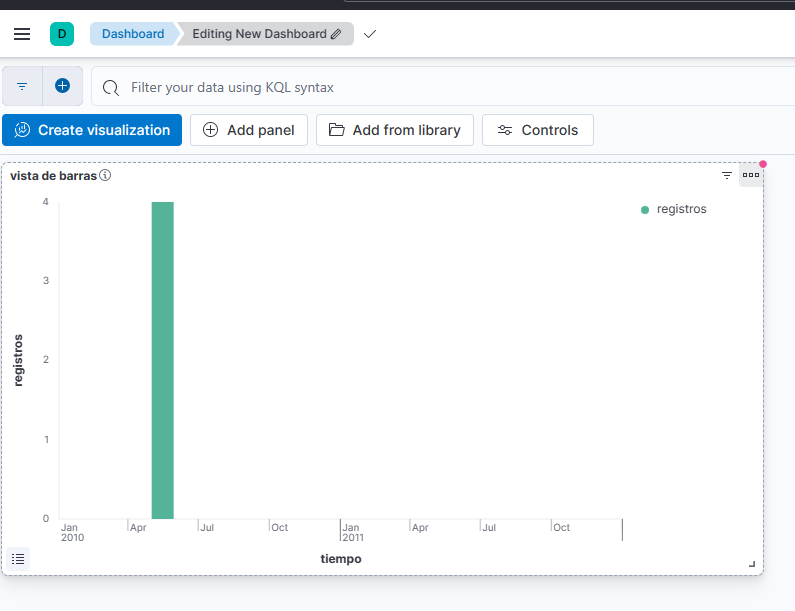 D Dashboard Editing New Dashboard
Filter your data using KQL syntax
Create visualization Add panel Add from library Controls
vista de barras
registros
4
3
2
1
0
registros
Jan Apr Jul Oct Jan Apr Jul Oct
2010 2011
tiempo